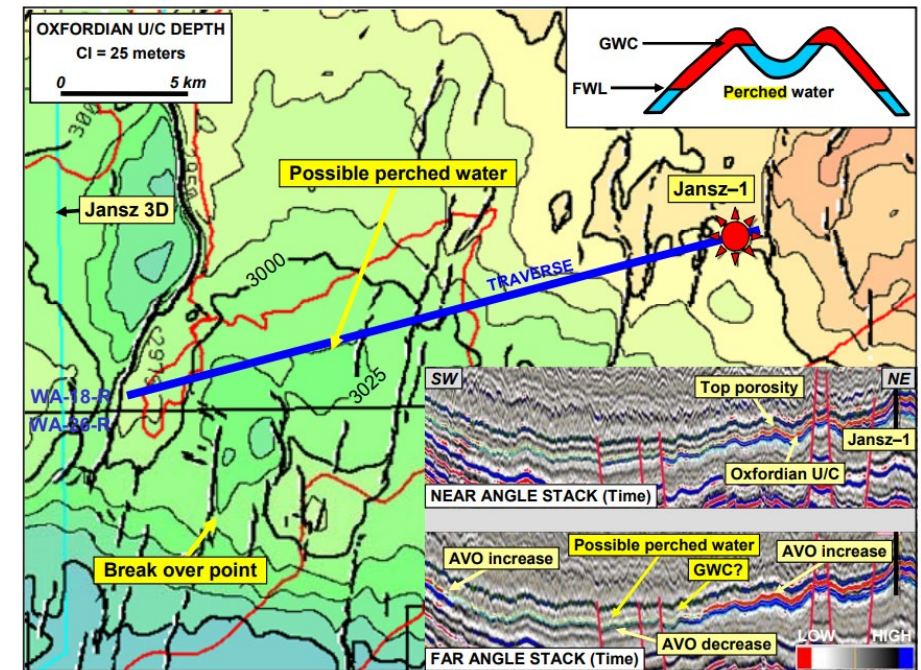 OXFORDIAN U/C DEPTH
CI = 25 meters
0 5 km
GWC
FWL
Perched water
Possible perched water
Jansz–1
Jansz 3D
2950
3000
TRAVERSE
2975
3025
WA-18-R
WA-26-R
Break over point
SW
NE
Top porosity
Jansz–1
Oxfordian U/C
NEAR ANGLE STACK (Time)
AVO increase
Possible perched water
AVO increase
GWC?
AVO decrease
LOW HIGH
FAR ANGLE STACK (Time)